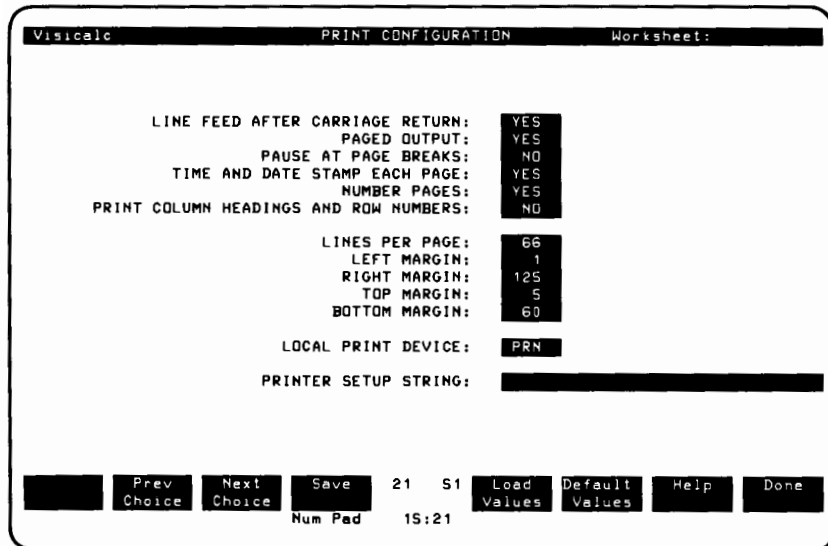 Visicalc PRINT CONFIGURATION Worksheet:
LINE FEED AFTER CARRIAGE RETURN: YES
PAGED OUTPUT: YES
PAUSE AT PAGE BREAKS: NO
TIME AND DATE STAMP EACH PAGE: YES
NUMBER PAGES: YES
PRINT COLUMN HEADINGS AND ROW NUMBERS: NO
LINES PER PAGE: 66
LEFT MARGIN: 1
RIGHT MARGIN: 125
TOP MARGIN: 5
BOTTOM MARGIN: 60
LOCAL PRINT DEVICE: PRN
PRINTER SETUP STRING:
Prev Next Save 21 S1 Load Default Help Done
Choice Choice Values Values
Num Pad 15:21